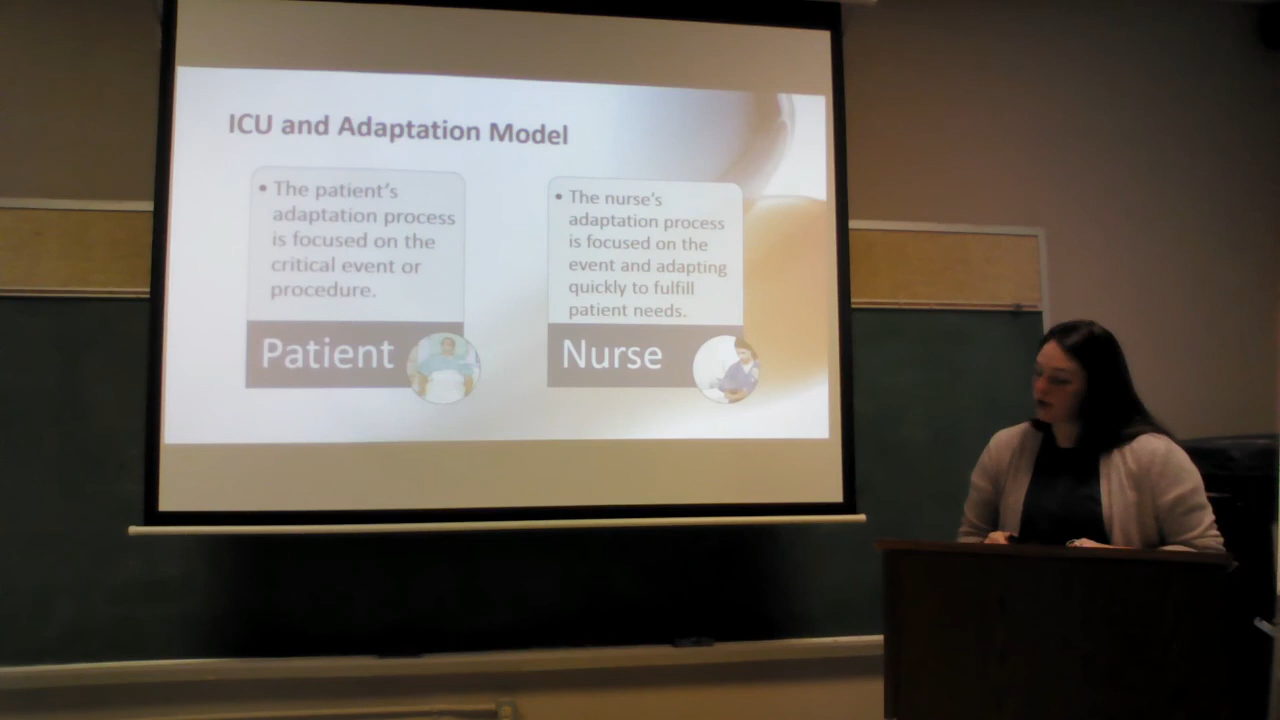 ICU and Adaptation Model
• The patient's
adaptation process
is focused on the
critical event or
procedure.
Patient
• The nurse's
adaptation process
is focused on the
event and adapting
quickly to fulfill
patient needs.
Nurse